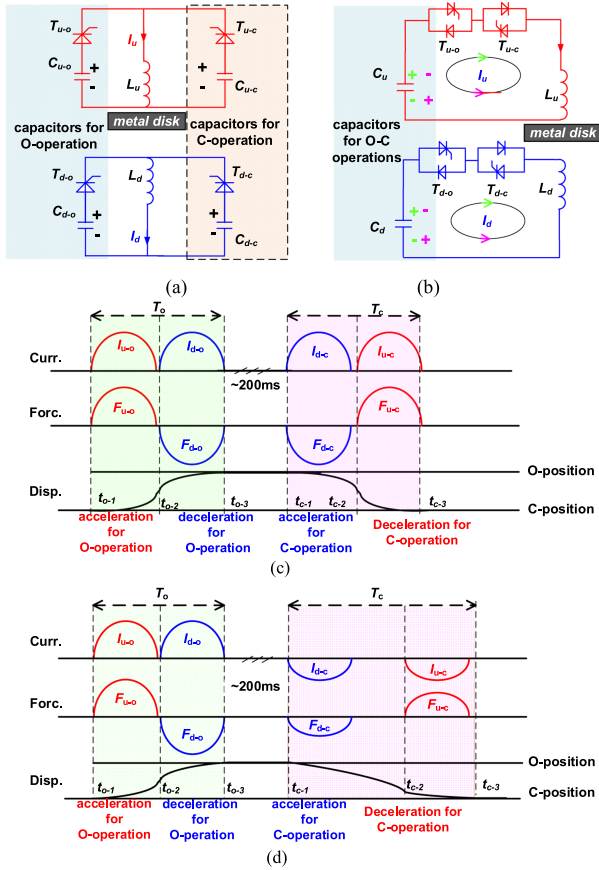 T_u-o
T_u-c
I_u
C_u-o
+
-
L_u
+
-
C_u-c
metal disk
capacitors for
O-operation
capacitors for
C-operation
T_d-o
L_d
T_d-c
C_d-o
+
-
I_d
+
-
C_d-c
(a)
T_u-o
T_u-c
C_u
+ -
- +
I_u
L_u
metal disk
capacitors
for O-C
operations
T_d-o
T_d-c
L_d
C_d
+ -
- +
I_d
(b)
T_o
T_c
Curr.
I_u-o
I_d-o
I_d-c
I_u-c
~200ms
Forc.
F_u-o
F_d-o
F_d-c
F_u-c
O-position
Disp.
t_o-1
t_o-2
t_o-3
t_c-1
t_c-2
t_c-3
C-position
acceleration
for
O-operation
deceleration
for
O-operation
acceleration
for
C-operation
Deceleration for
C-operation
(c)
T_o
T_c
Curr.
I_u-o
I_d-o
I_d-c
I_u-c
~200ms
Forc.
F_u-o
F_d-o
F_d-c
F_u-c
O-position
Disp.
t_o-1
t_o-2
t_o-3
t_c-1
t_c-2
t_c-3
C-position
acceleration
for
O-operation
deceleration
for
O-operation
acceleration
for
C-operation
Deceleration for
C-operation
(d)